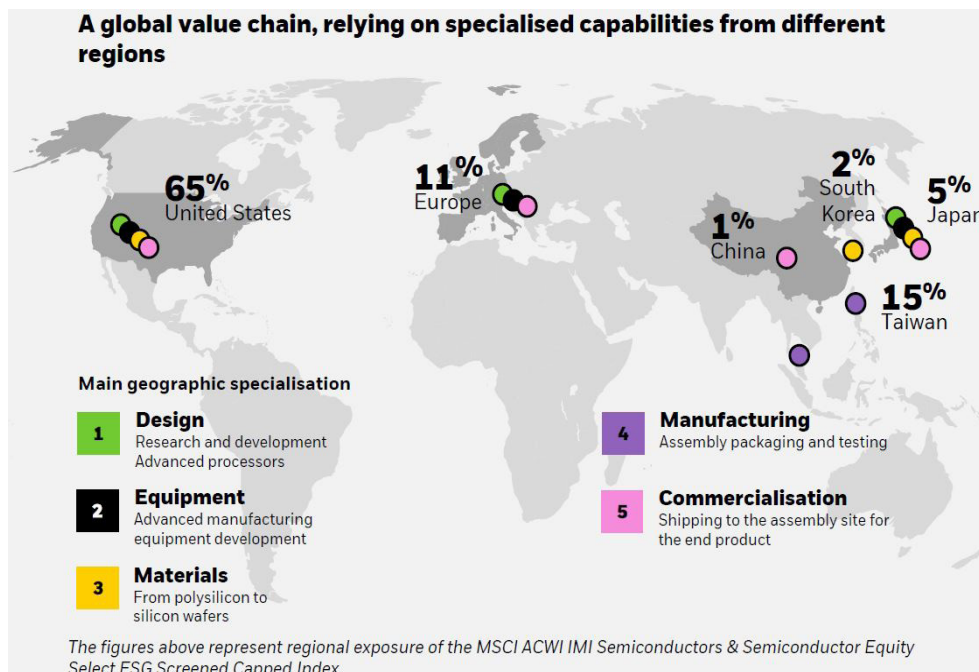 A global value chain, relying on specialised capabilities from different
regions
65%
United States
11%
Europe
1%
China
2%
South
Korea
5%
Japan
15%
Taiwan
Main geographic specialisation
1
Design
Research and development
Advanced processors
2
Equipment
Advanced manufacturing
equipment development
3
Materials
From polysilicon to
silicon wafers
4
Manufacturing
Assembly packaging and testing
5
Commercialisation
Shipping to the assembly site for
the end product
The figures above represent regional exposure of the MSCI ACWI IMI Semiconductors & Semiconductor Equity
Select ESG Screened Capped Index